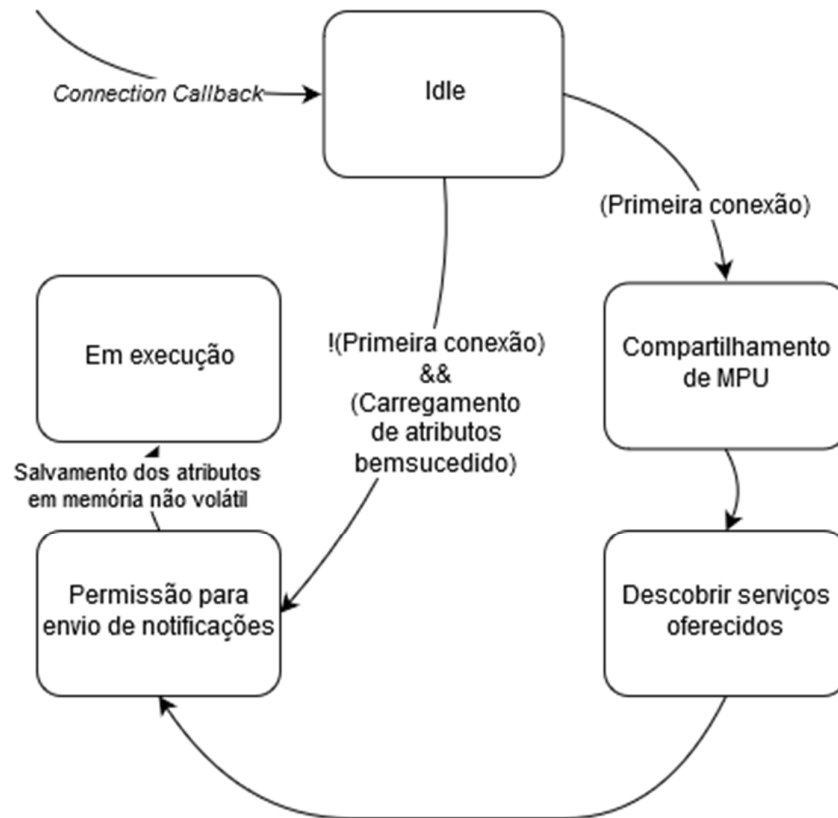 Idle
Connection Callback
(Primeira conexão)
Em execução
!(Primeira conexão)
&&
(Carregamento
de atributos
bemsucedido)
Compartilhamento
de MPU
Salvamento dos atributos
em memória não volátil
Permissão para
envio de notificações
Descobrir serviços
oferecidos